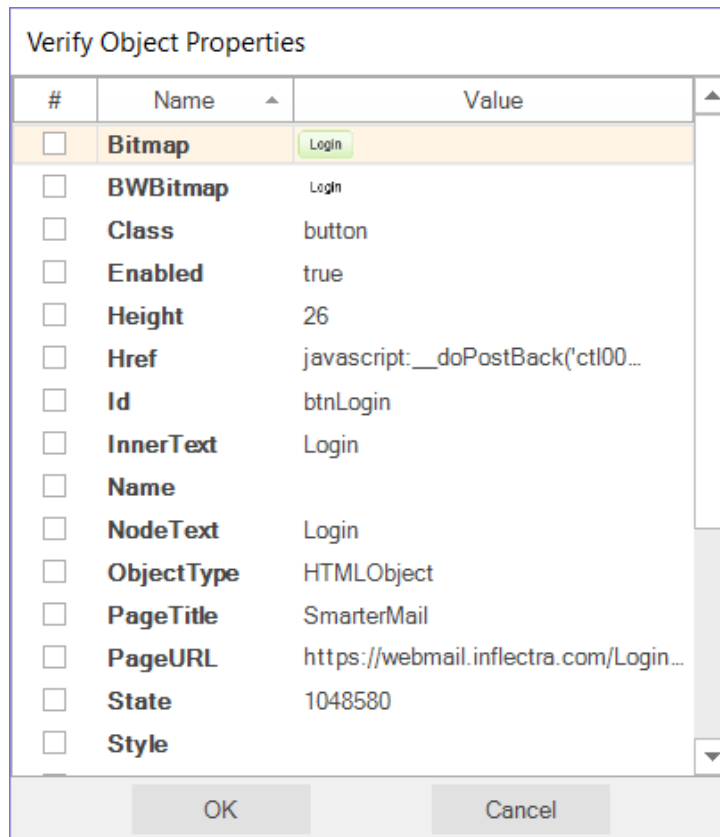 Verify Object Properties
# Name Value
Bitmap Login
BWBitmap Login
Class button
Enabled true
Height 26
Href javascript:__doPostBack('ctl00...
Id btnLogin
InnerText Login
Name
NodeText Login
ObjectType HTMLObject
PageTitle SmarterMail
PageURL https://webmail.inflectra.com/Login...
State 1048580
Style
OK Cancel